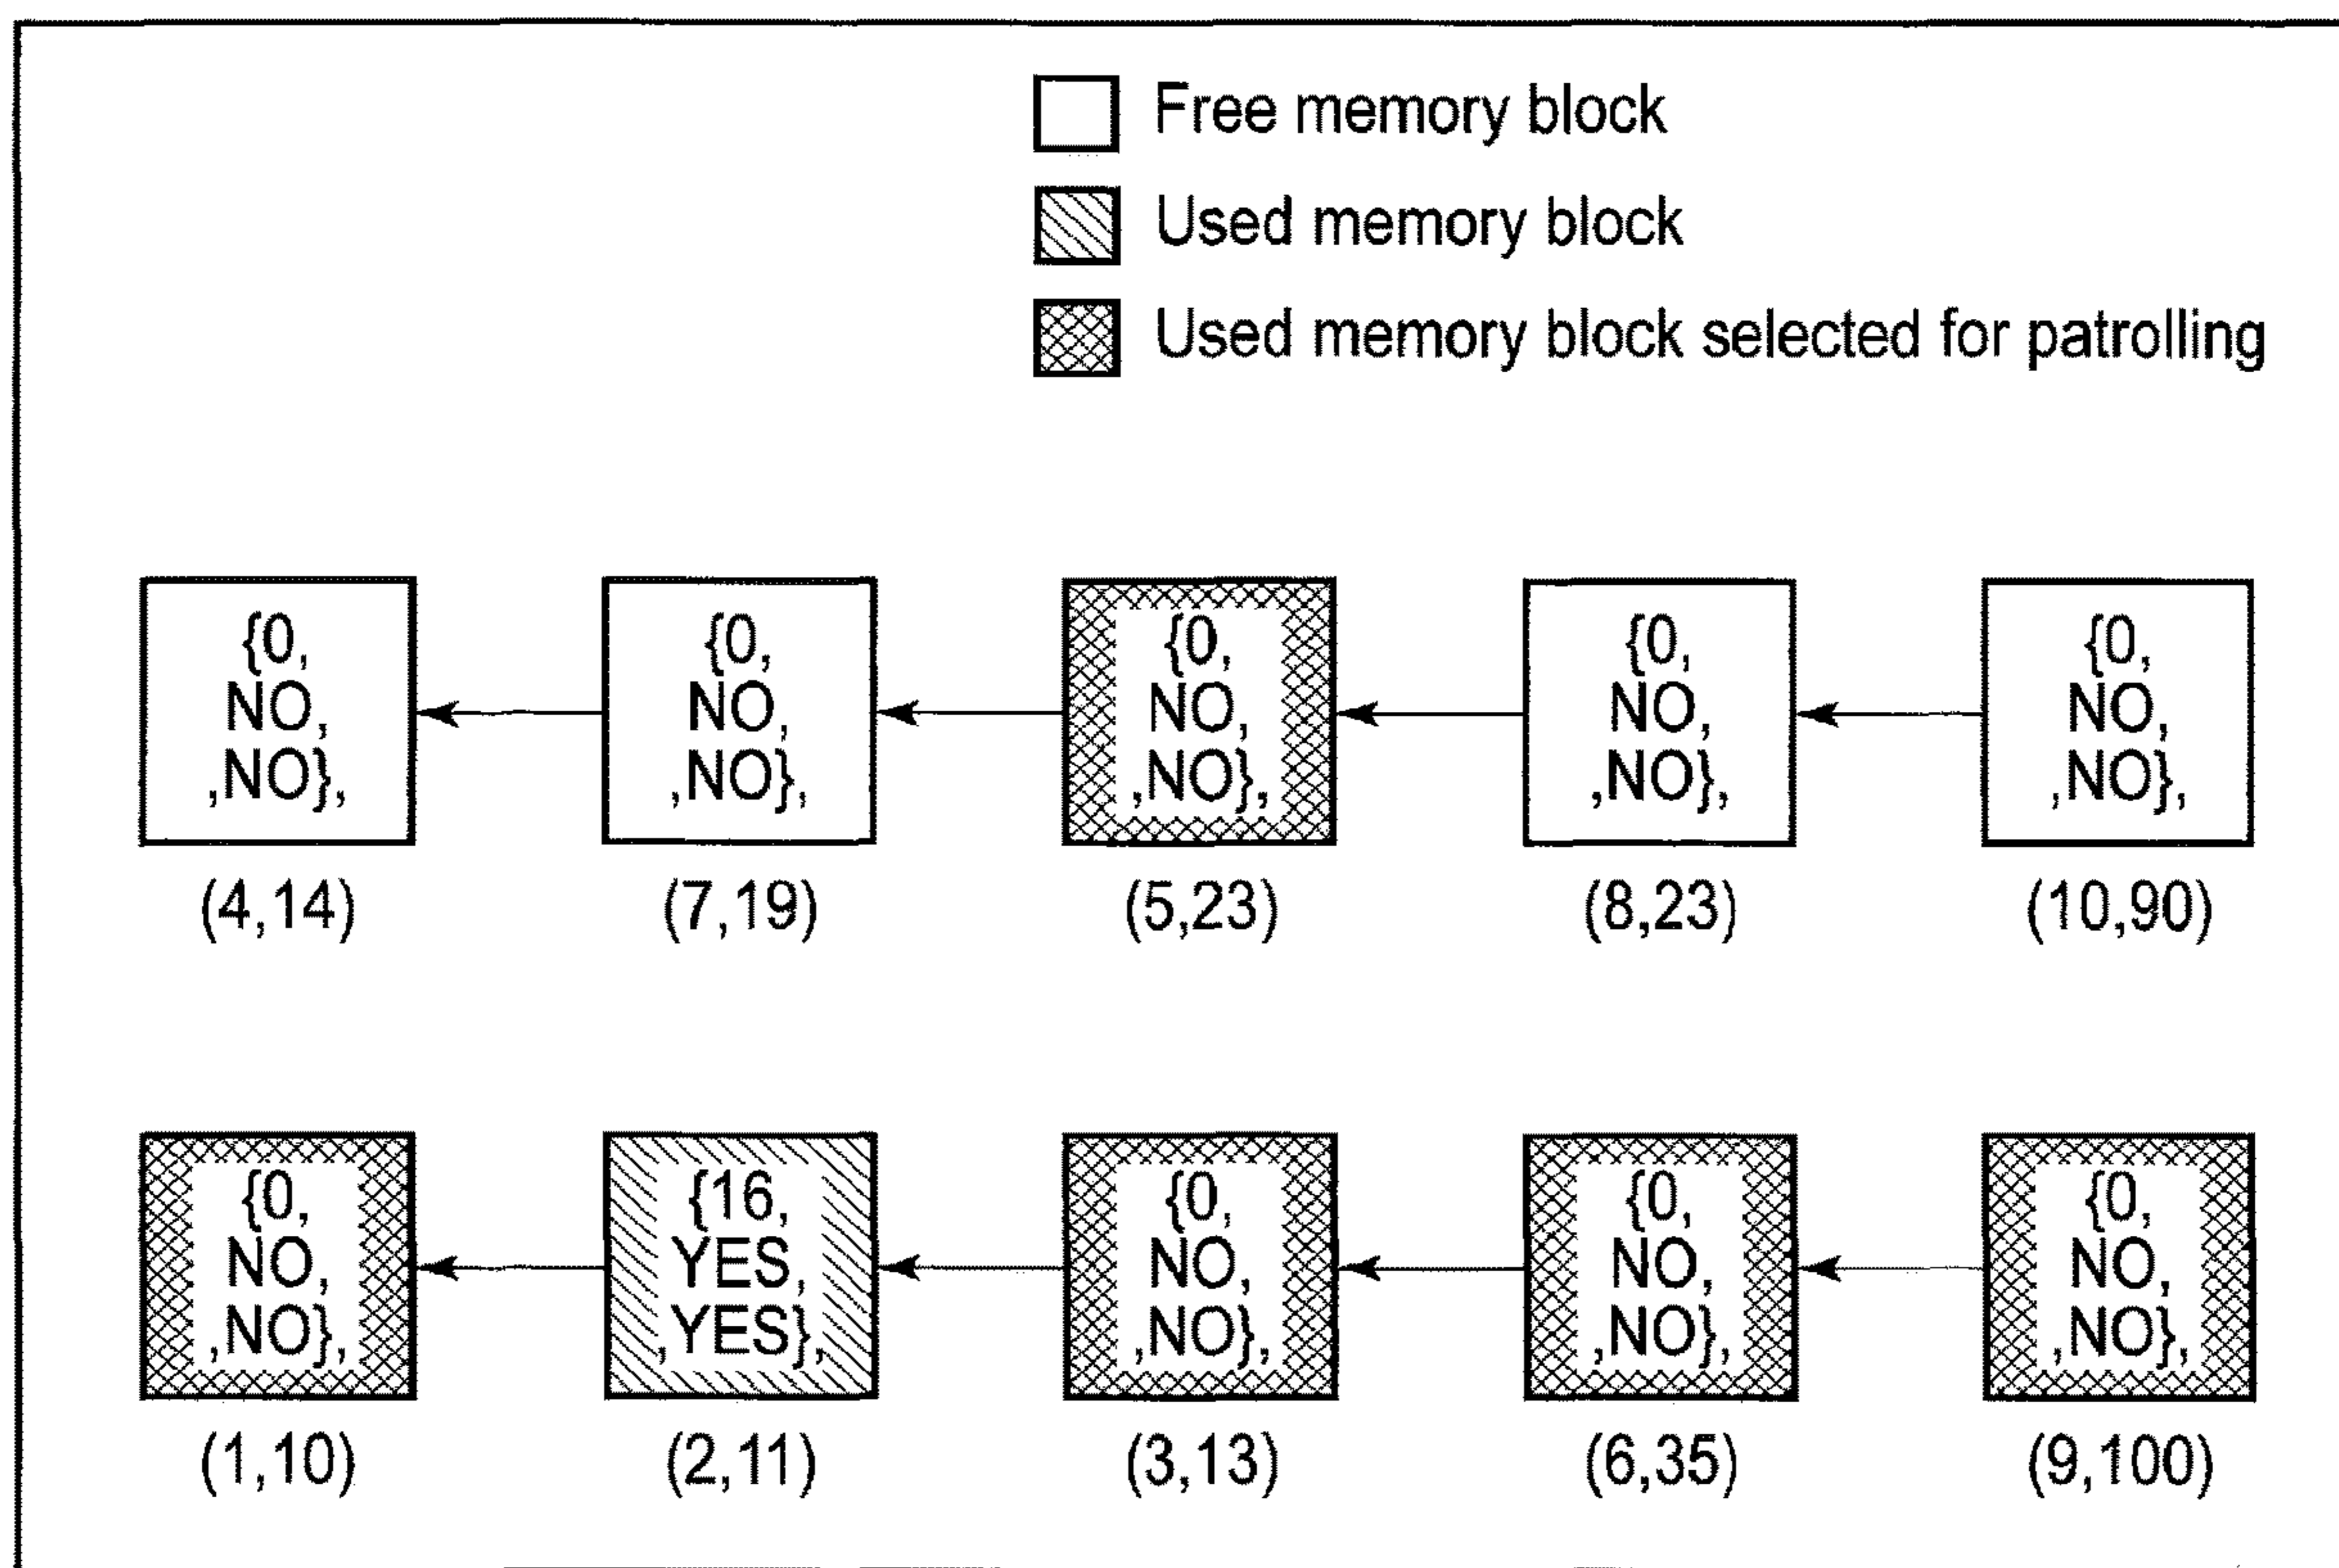 Free memory block
Used memory block
Used memory block selected for patrolling
{0, {0, {0, {0, {0,
NO, NO, NO, NO, NO,
,NO}, ,NO}, ,NO}, ,NO}, ,NO},
(4,14) (7,19) (5,23) (8,23) (10,90)
{0, {16, {0, {0, {0,
NO, YES, NO, NO, NO,
,NO}, ,YES}, ,NO}, ,NO}, ,NO},
(1,10) (2,11) (3,13) (6,35) (9,100)